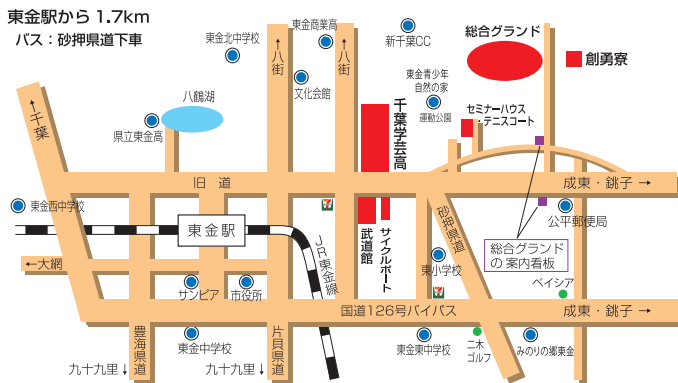 東金駅から1.7km
バス：砂押県道下車
東金北中学校
東金商業高
新千葉CC
総合グランド
創勇寮
←八街
←八街
文化会館
東金青少年
自然の家
運動公園
セミナーハウス
・テニスコート
←千葉
八鶴湖
県立東金高
千葉学芸高
旧 道
成東・銚子 →
東金西中学校
東金駅
JR東金線
武道館
サイクルポート
砂押県道
公平郵便局
総合グランド
の案内看板
←大網
サンピア
市役所
東小学校
ベイシア
国道126号バイパス
成東・銚子 →
豊海県道
片貝県道
東金中学校
東金東中学校
二木
ゴルフ
みのりの郷東金
九十九里↓
九十九里↓